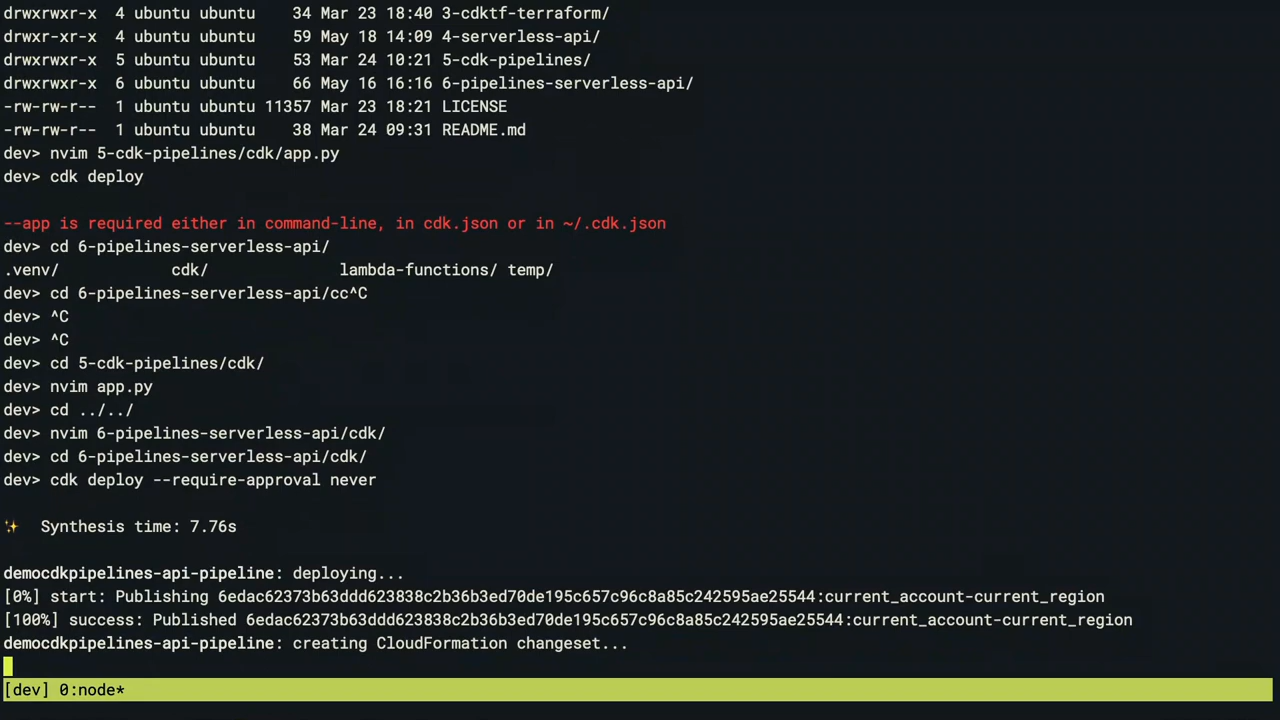 drwxrwxr-x  4 ubuntu ubuntu    34 Mar 23 18:40 3-cdktf-terraform/
drwxr-xr-x  4 ubuntu ubuntu    59 May 18 14:09 4-serverless-api/
drwxrwxr-x  5 ubuntu ubuntu    53 Mar 24 10:21 5-cdk-pipelines/
drwxrwxr-x  6 ubuntu ubuntu    66 May 16 16:16 6-pipelines-serverless-api/
-rw-rw-r--  1 ubuntu ubuntu 11357 Mar 23 18:21 LICENSE
-rw-rw-r--  1 ubuntu ubuntu    38 Mar 24 09:31 README.md
dev> nvim 5-cdk-pipelines/cdk/app.py
dev> cdk deploy
--app is required either in command-line, in cdk.json or in ~/.cdk.json
dev> cd 6-pipelines-serverless-api/
.venv/            cdk/              lambda-functions/ temp/
dev> cd 6-pipelines-serverless-api/cc^C
dev> ^C
dev> ^C
dev> cd 5-cdk-pipelines/cdk/
dev> nvim app.py
dev> cd ../../
dev> nvim 6-pipelines-serverless-api/cdk/
dev> cd 6-pipelines-serverless-api/cdk/
dev> cdk deploy --require-approval never
✨  Synthesis time: 7.76s
democdkpipelines-api-pipeline: deploying...
[0%] start: Publishing 6edac62373b63ddd623838c2b36b3ed70de195c657c96c8a85c242595ae25544:current_account-current_region
[100%] success: Published 6edac62373b63ddd623838c2b36b3ed70de195c657c96c8a85c242595ae25544:current_account-current_region
democdkpipelines-api-pipeline: creating CloudFormation changeset...
[dev] 0:node*